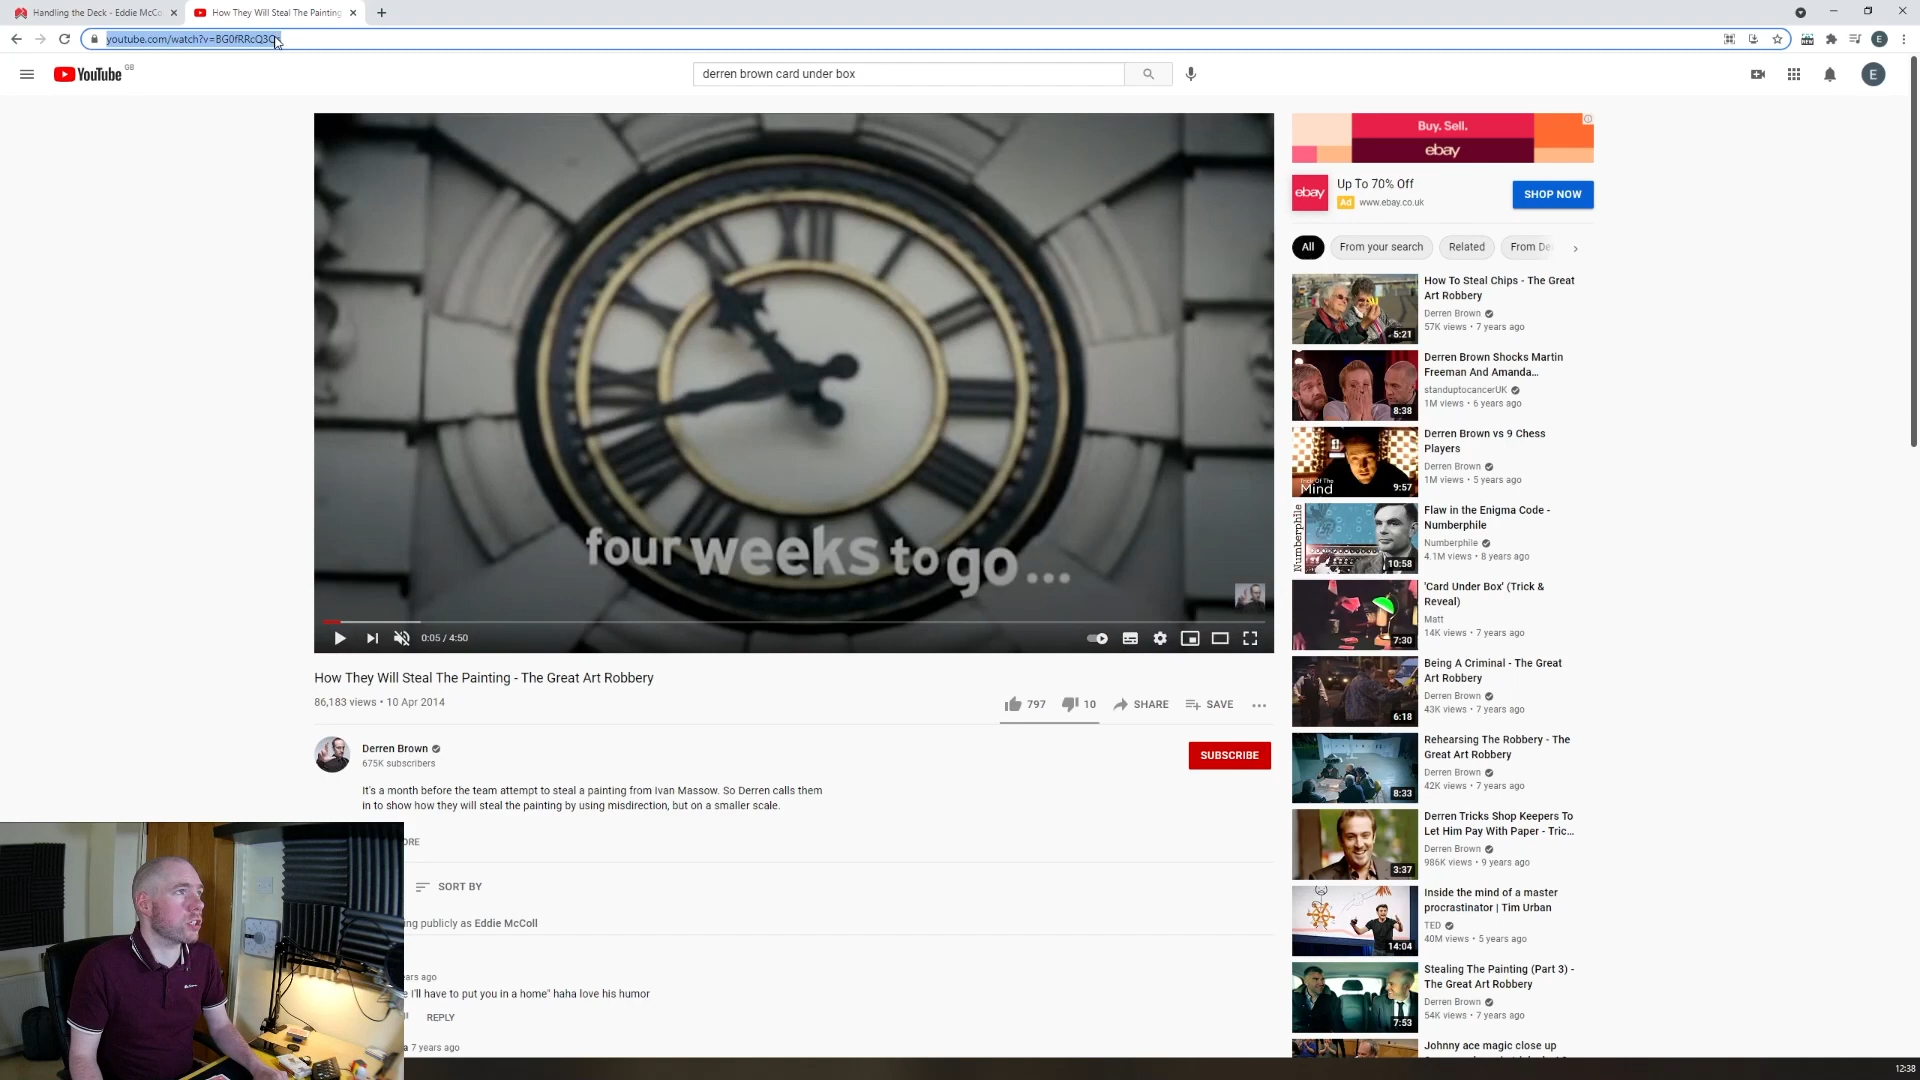 Handling the Deck - Eddie McCo
How They Will Steal The Painting
youtube.com/watch?v=BG0fRRcQ3Q
YouTube GB
derren brown card under box
E
four weeks to go...
0:05 / 4:50
How They Will Steal The Painting - The Great Art Robbery
86,183 views • 10 Apr 2014
797
10
SHARE
SAVE
Derren Brown
675K subscribers
SUBSCRIBE
It's a month before the team attempt to steal a painting from Ivan Massow. So Derren calls them
in to show how they will steal the painting by using misdirection, but on a smaller scale.
ORE
SORT BY
ng publicly as Eddie McColl
ears ago
e I'll have to put you in a home" haha love his humor
REPLY
a 7 years ago
Buy. Sell.
ebay
ebay
Up To 70% Off
Ad www.ebay.co.uk
SHOP NOW
All
From your search
Related
From De
How To Steal Chips - The Great
Art Robbery
Derren Brown
57K views • 7 years ago
5:21
Derren Brown Shocks Martin
Freeman And Amanda...
standuptocancerUK
1M views • 6 years ago
8:38
Derren Brown vs 9 Chess
Players
Derren Brown
1M views • 5 years ago
Trick Of The
Mind
9:57
Flaw in the Enigma Code -
Numberphile
Numberphile
4.1M views • 8 years ago
Numberphile
10:58
'Card Under Box' (Trick &
Reveal)
Matt
14K views • 7 years ago
7:30
Being A Criminal - The Great
Art Robbery
Derren Brown
43K views • 7 years ago
6:18
Rehearsing The Robbery - The
Great Art Robbery
Derren Brown
42K views • 7 years ago
8:33
Derren Tricks Shop Keepers To
Let Him Pay With Paper - Tric...
Derren Brown
986K views • 9 years ago
3:37
Inside the mind of a master
procrastinator | Tim Urban
TED
40M views • 5 years ago
14:04
Stealing The Painting (Part 3) -
The Great Art Robbery
Derren Brown
54K views • 7 years ago
7:53
Johnny ace magic close up
12:38